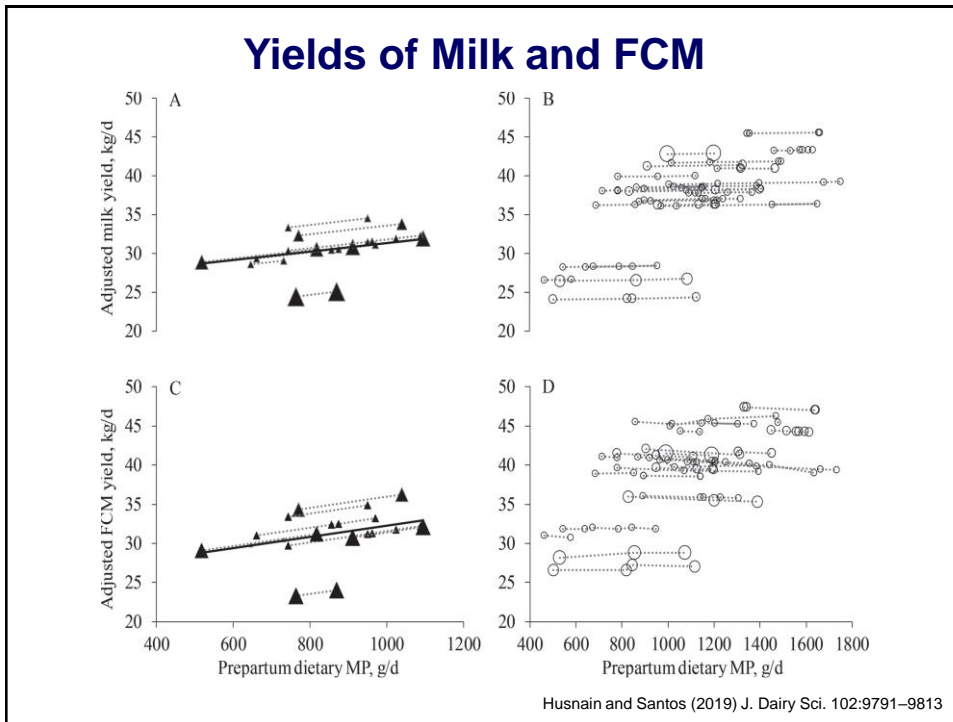 Yields of Milk and FCM
A
B
Adjusted milk yield, kg/d
50
45
40
35
30
25
20
50
45
40
35
30
25
20
C
D
Adjusted FCM yield, kg/d
50
45
40
35
30
25
20
50
45
40
35
30
25
20
400 600 800 1000 1200
400 600 800 1000 1200 1400 1600 1800
Prepartum dietary MP, g/d
Prepartum dietary MP, g/d
Husnain and Santos (2019) J. Dairy Sci. 102:9791–9813